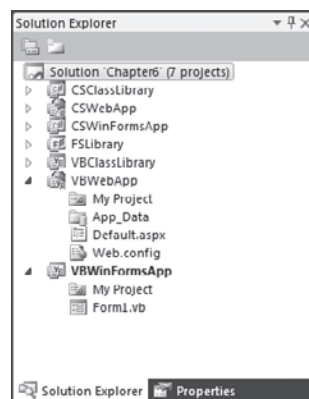 Solution Explorer
Solution 'Chapter6' (7 projects)
CSClassLibrary
CSWebApp
CSWinFormsApp
FSLibrary
VBClassLibrary
VBWebApp
My Project
App_Data
Default.aspx
Web.config
VBWinFormsApp
My Project
Form1.vb
Solution Explorer Properties